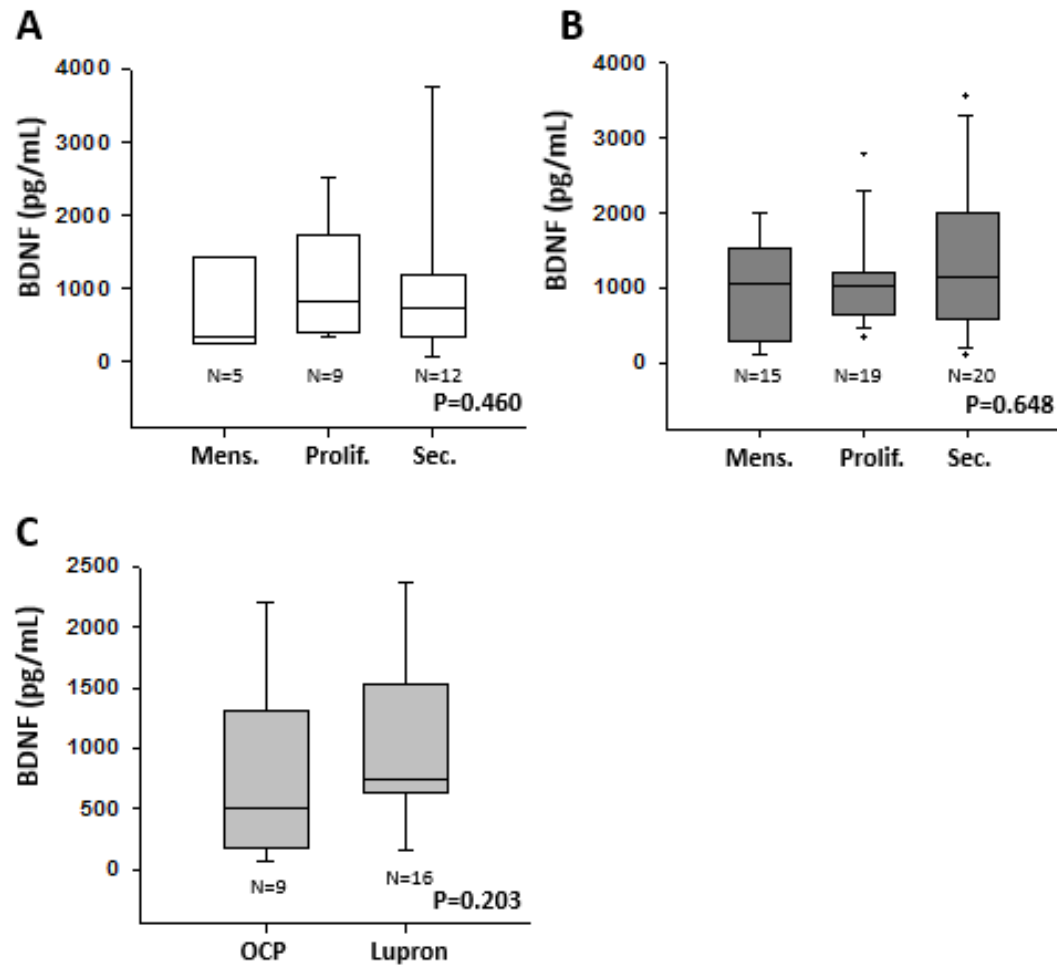 A
BDNF (pg/mL)
4000
3000
2000
1000
0
N=5 N=9 N=12
P=0.460
Mens. Prolif. Sec.
B
BDNF (pg/mL)
4000
3000
2000
1000
0
N=15 N=19 N=20
P=0.648
Mens. Prolif. Sec.
C
BDNF (pg/mL)
2500
2000
1500
1000
500
0
N=9 N=16
P=0.203
OCP Lupron